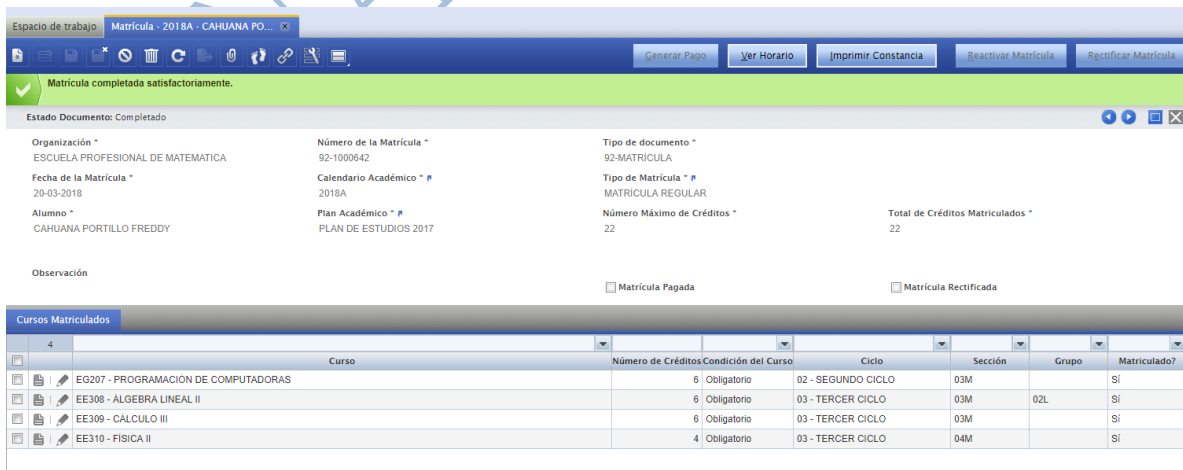 Espacio de trabajo Matrícula - 2018A - CAHUANA PO...
Generar Pago Ver Horario Imprimir Constancia Reactivar Matrícula Rectificar Matrícula
Matrícula completada satisfactoriamente.
Estado Documento: Completado
Organización * Número de la Matrícula * Tipo de documento *
ESCUELA PROFESIONAL DE MATEMATICA 92-1000642 92-MATRÍCULA
Fecha de la Matrícula * Calendario Académico * Tipo de Matrícula *
20-03-2018 2018A MATRÍCULA REGULAR
Alumno * Plan Académico * Número Máximo de Créditos * Total de Créditos Matriculados *
CAHUANA PORTILLO FREDDY PLAN DE ESTUDIOS 2017 22 22
Observación
Matrícula Pagada Matrícula Rectificada
Cursos Matriculados
4
Curso Número de Créditos Condición del Curso Ciclo Sección Grupo Matriculado?
EG207 - PROGRAMACIÓN DE COMPUTADORAS 6 Obligatorio 02 - SEGUNDO CICLO 03M Sí
EE308 - ÁLGEBRA LINEAL II 6 Obligatorio 03 - TERCER CICLO 03M 02L Sí
EE309 - CÁLCULO III 6 Obligatorio 03 - TERCER CICLO 03M Sí
EE310 - FÍSICA II 4 Obligatorio 03 - TERCER CICLO 04M Sí